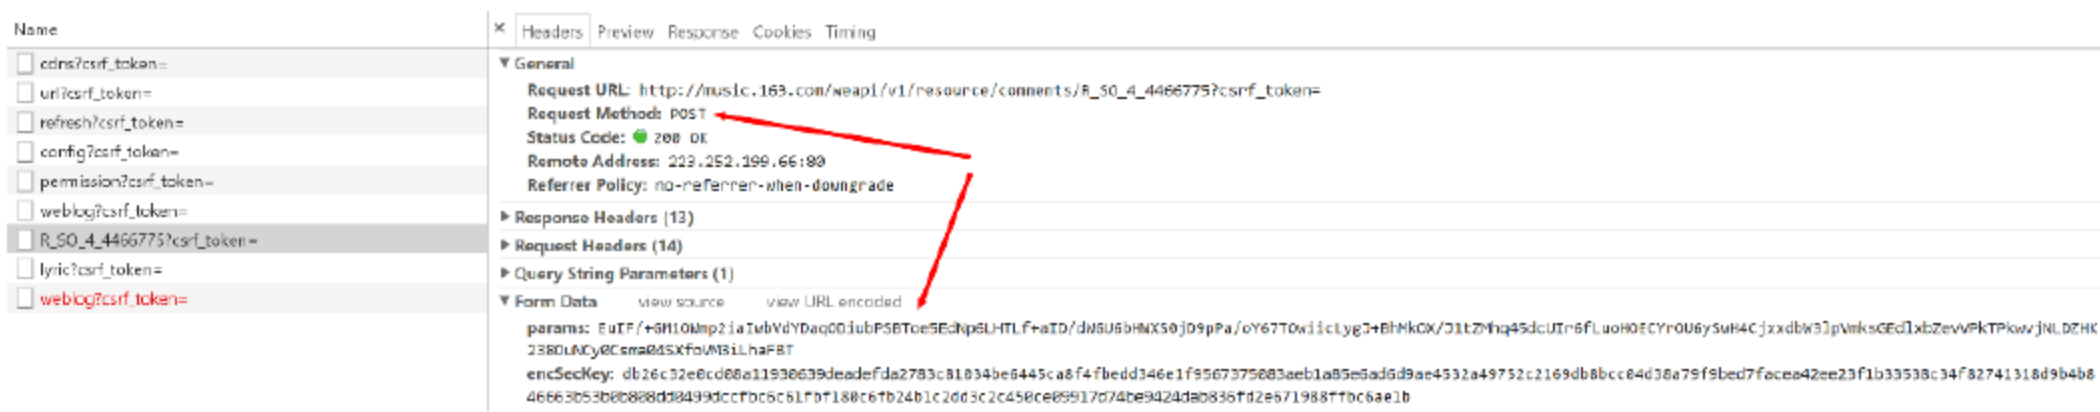 Name
cdns?csrf_token=
url?csrf_token=
refresh?csrf_token=
config?csrf_token=
permission?csrf_token=
weblog?csrf_token=
R_SO_4_4466775?csrf_token=
lyric?csrf_token=
weblog?csrf_token=
× Headers Preview Response Cookies Timing
▼ General
Request URL: http://music.163.com/weapi/v1/resource/comments/R_SO_4_4466775?csrf_token=
Request Method: POST
Status Code: 200 OK
Remote Address: 223.252.199.66:80
Referrer Policy: no-referrer-when-downgrade
▶ Response Headers (13)
▶ Request Headers (14)
▶ Query String Parameters (1)
▼ Form Data view source view URL encoded
params:
encSecKey: